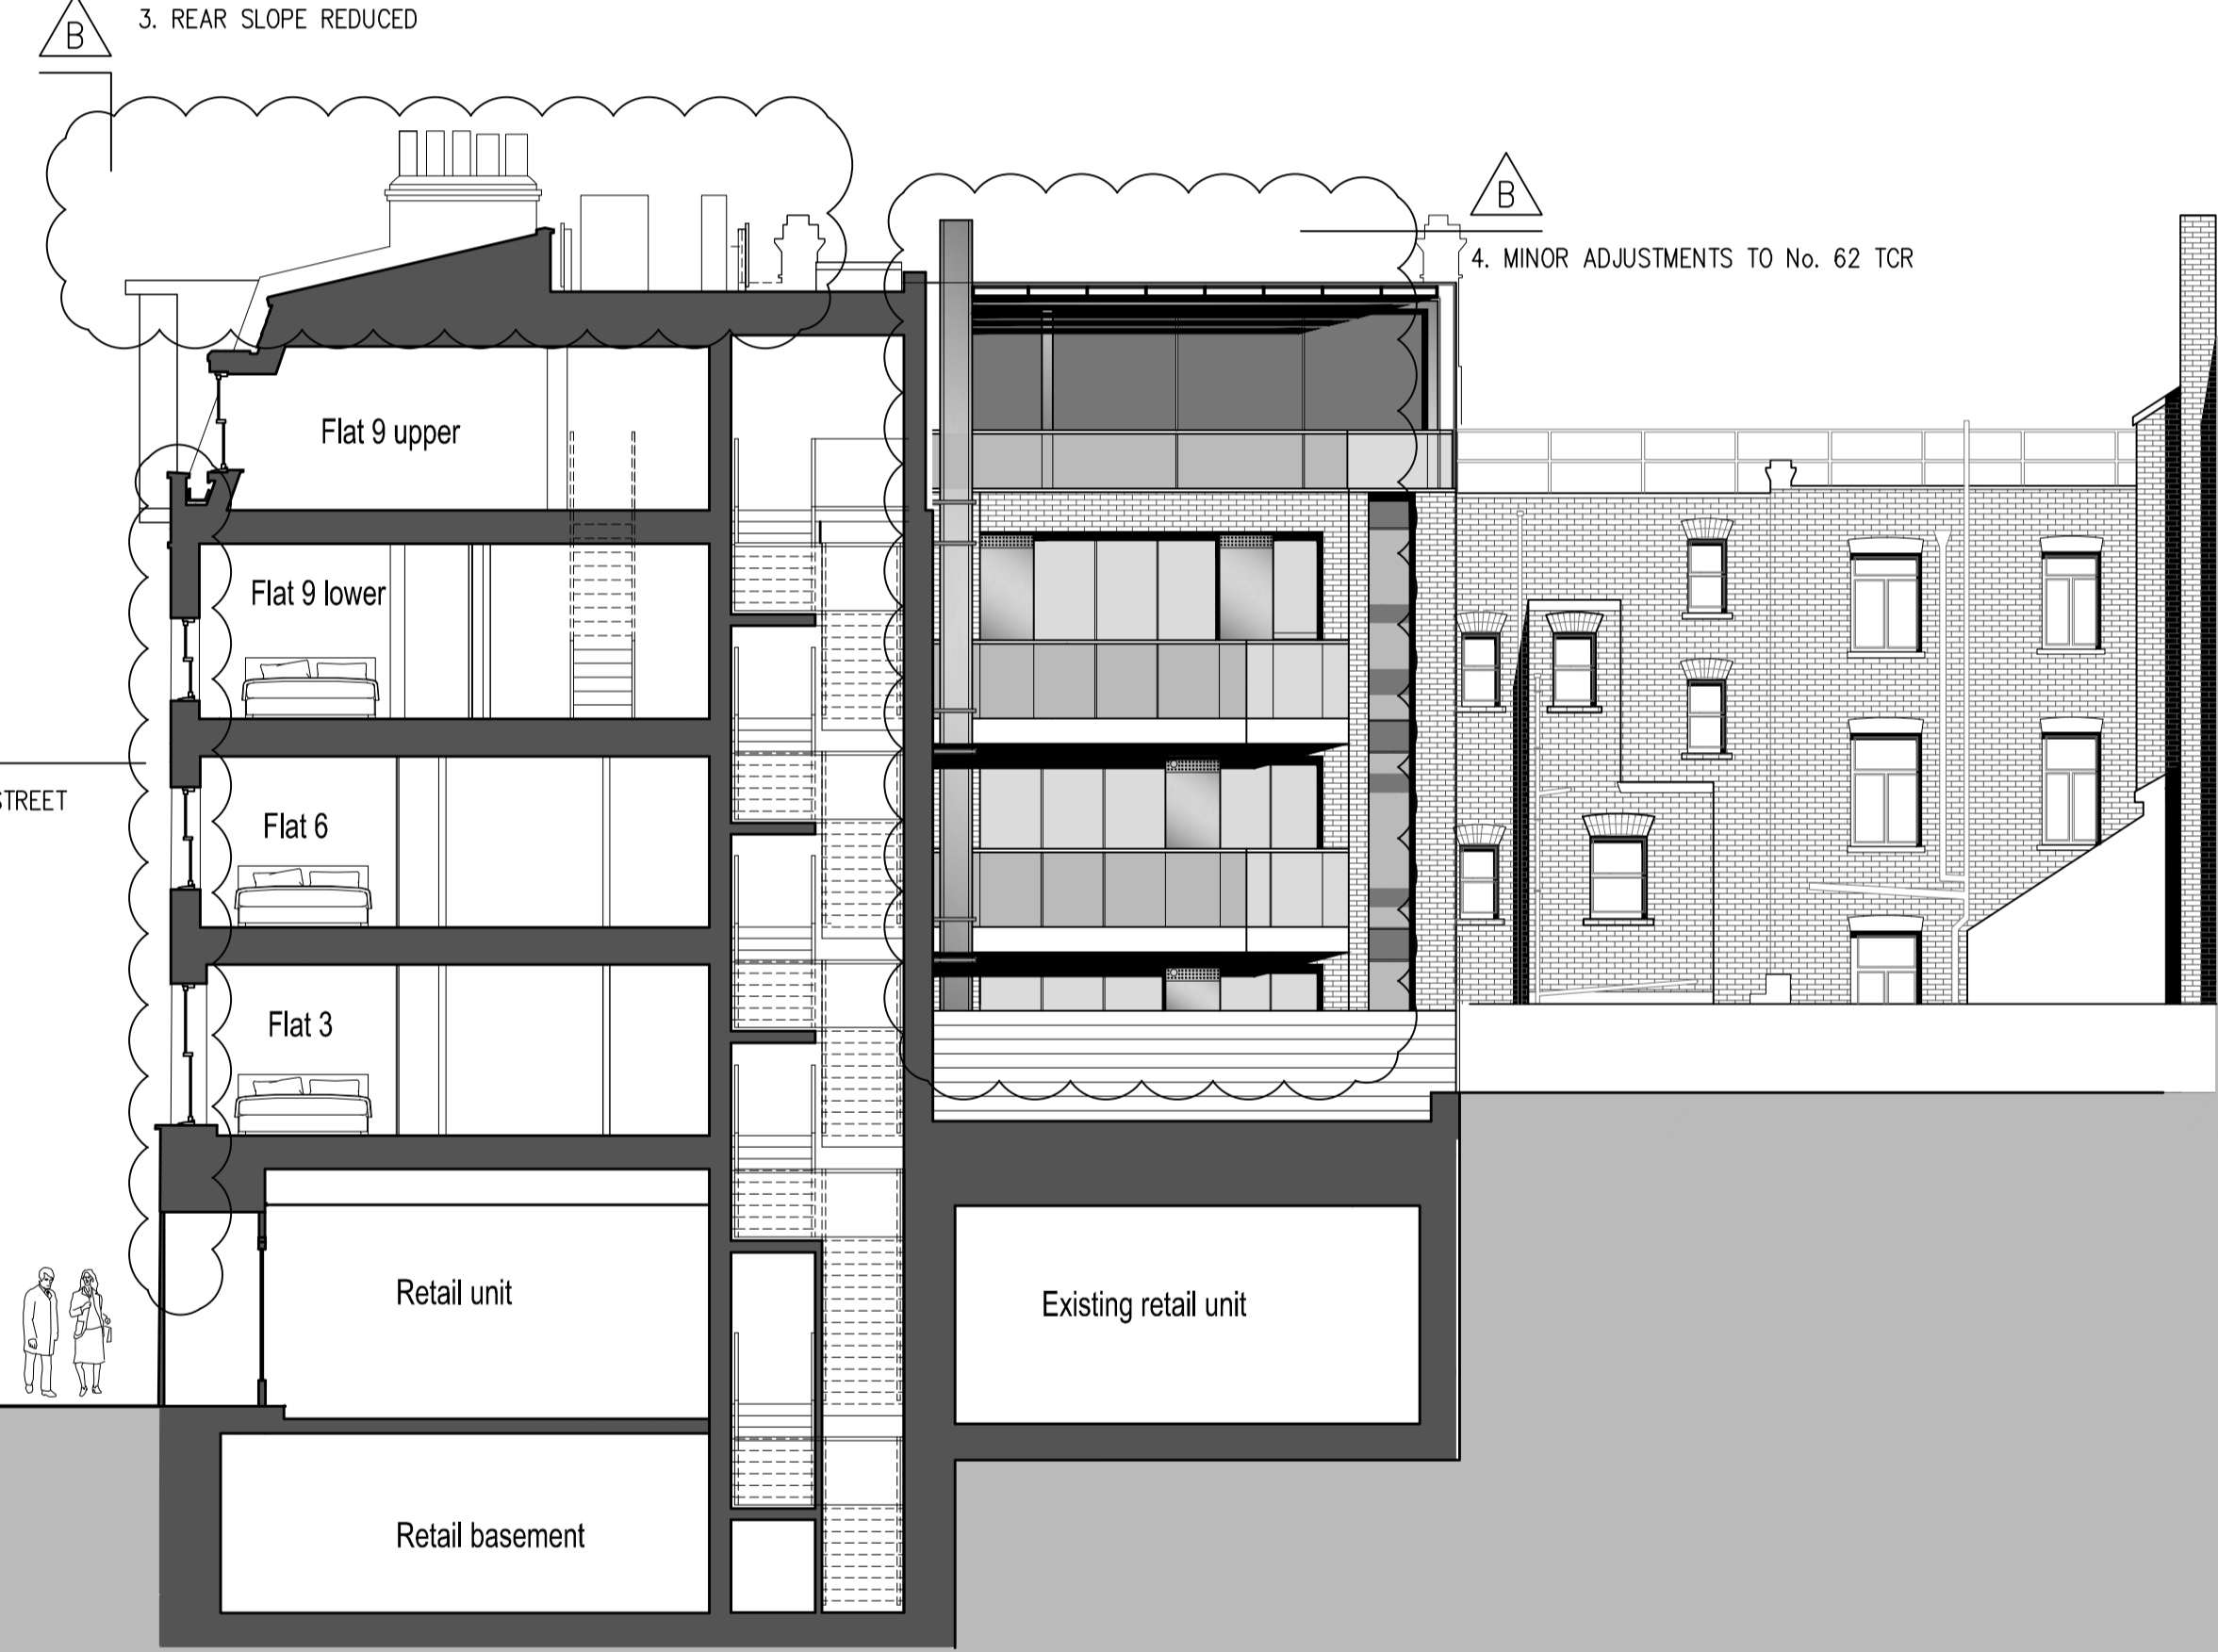 B
3. REAR SLOPE REDUCED
B
4. MINOR ADJUSTMENTS TO No. 62 TCR
Flat 9 upper
Flat 9 lower
STREET
Flat 6
Flat 3
Retail unit
Existing retail unit
Retail basement